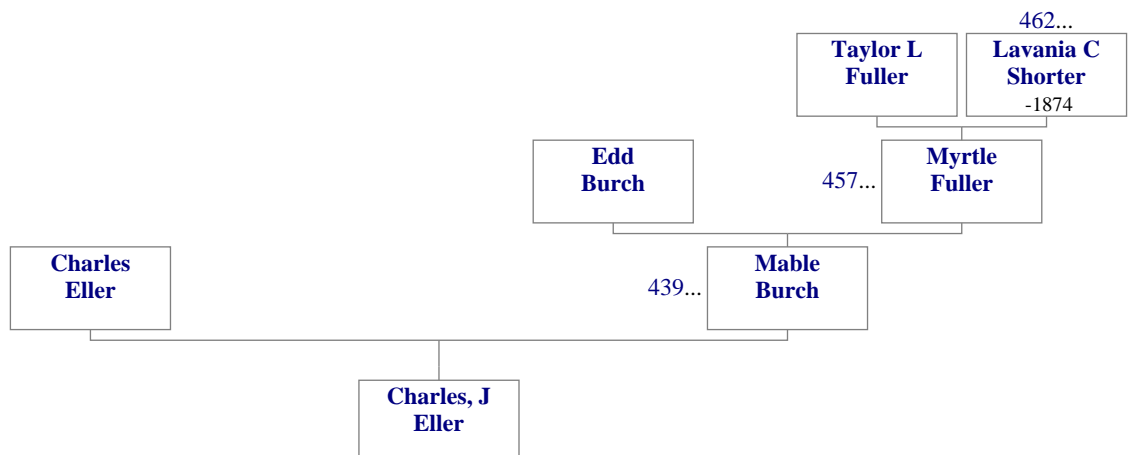 462...
Taylor L
Fuller
Lavania C
Shorter
-1874
Edd
Burch
457...
Myrtle
Fuller
Charles
Eller
439...
Mable
Burch
Charles, J
Eller